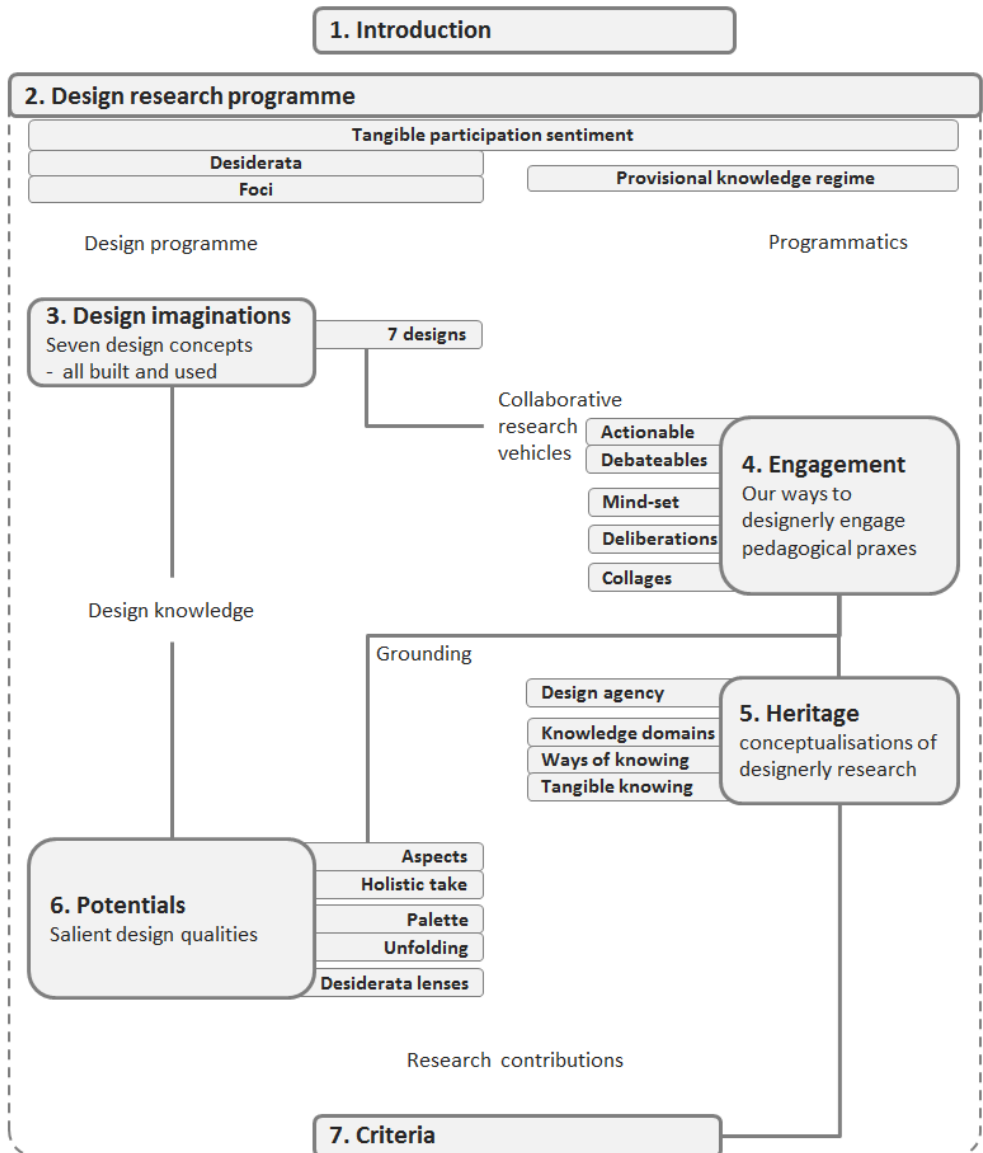 1. Introduction
2. Design research programme
Tangible participation sentiment
Desiderata
Foci
Provisional knowledge regime
Design programme
Programmatics
3. Design imaginations
Seven design concepts
- all built and used
7 designs
Collaborative
research
vehicles
Actionable
Debateables
Mind-set
Deliberations
Collages
4. Engagement
Our ways to
designerly engage
pedagogical praxes
Design knowledge
Grounding
Design agency
Knowledge domains
Ways of knowing
Tangible knowing
5. Heritage
conceptualisations of
designerly research
6. Potentials
Salient design qualities
Aspects
Holistic take
Palette
Unfolding
Desiderata lenses
Research contributions
7. Criteria